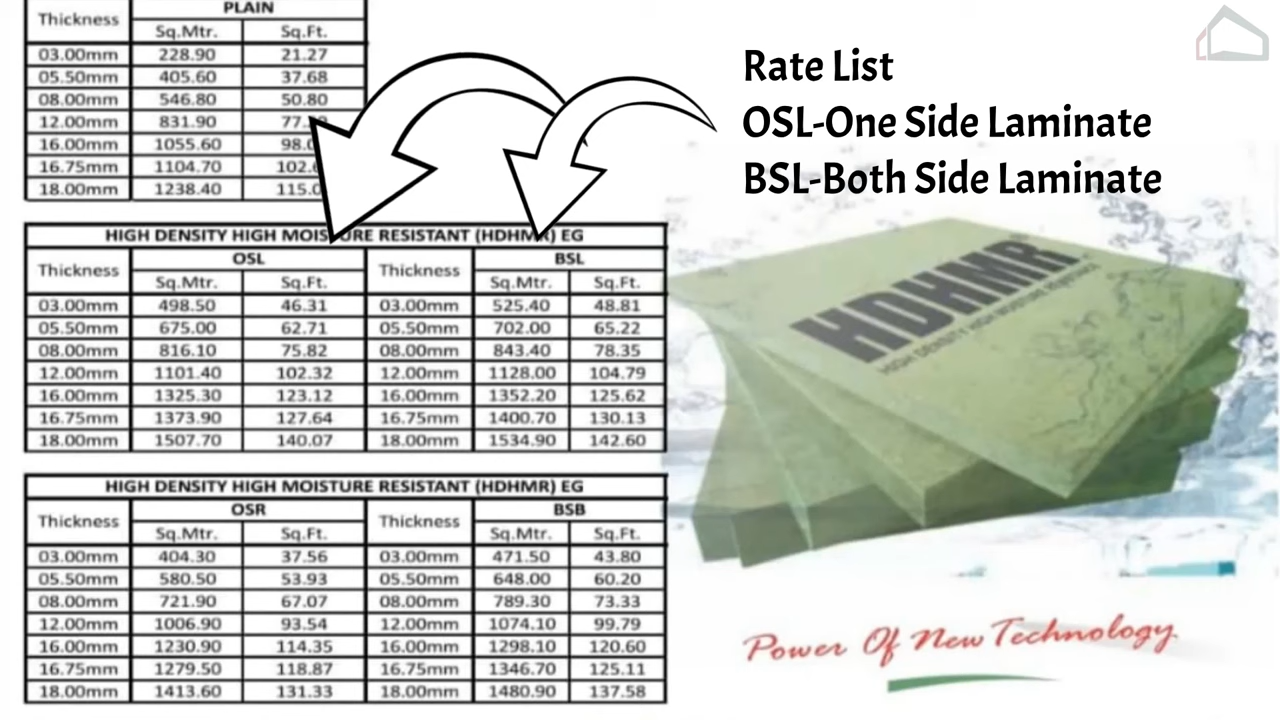 PLAIN
Thickness
Sq.Mtr. Sq.Ft.
03.00mm 228.90 21.27
05.50mm 405.60 37.68
08.00mm 546.80 50.80
12.00mm 831.90
16.00mm 1055.60
16.75mm 1104.70
18.00mm 1238.40
Rate List
OSL-One Side Laminate
BSL-Both Side Laminate
HIGH DENSITY HIGH MOISTURE RESISTANT (HDHMR) EG
Thickness OSL Thickness BSL
Sq.Mtr. Sq.Ft. Sq.Mtr. Sq.Ft.
03.00mm 498.50 46.31 03.00mm 525.40 48.81
05.50mm 675.00 62.71 05.50mm 702.00 65.22
08.00mm 816.10 75.82 08.00mm 843.40 78.35
12.00mm 1101.40 102.32 12.00mm 1128.00 104.79
16.00mm 1325.30 123.12 16.00mm 1352.20 125.62
16.75mm 1373.90 127.64 16.75mm 1400.70 130.13
18.00mm 1507.70 140.07 18.00mm 1534.90 142.60
HIGH DENSITY HIGH MOISTURE RESISTANT (HDHMR) EG
Thickness OSR Thickness BSB
Sq.Mtr. Sq.Ft. Sq.Mtr. Sq.Ft.
03.00mm 404.30 37.56 03.00mm 471.50 43.80
05.50mm 580.50 53.93 05.50mm 648.00 60.20
08.00mm 721.90 67.07 08.00mm 789.30 73.33
12.00mm 1006.90 93.54 12.00mm 1074.10 99.79
16.00mm 1230.90 114.35 16.00mm 1298.10 120.60
16.75mm 1279.50 118.87 16.75mm 1346.70 125.11
18.00mm 1413.60 131.33 18.00mm 1480.90 137.58
HDHMR
HIGH DENSITY HIGH MOISTURE RESISTANT
Power Of New Technology